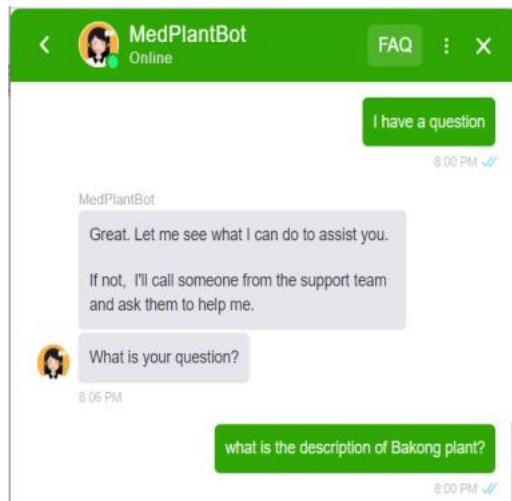 MedPlantBot
Online
FAQ
I have a question
8:00 PM
MedPlantBot
Great. Let me see what I can do to assist you.
If not, I'll call someone from the support team
and ask them to help me.
What is your question?
8:06 PM
what is the description of Bakong plant?
8:00 PM